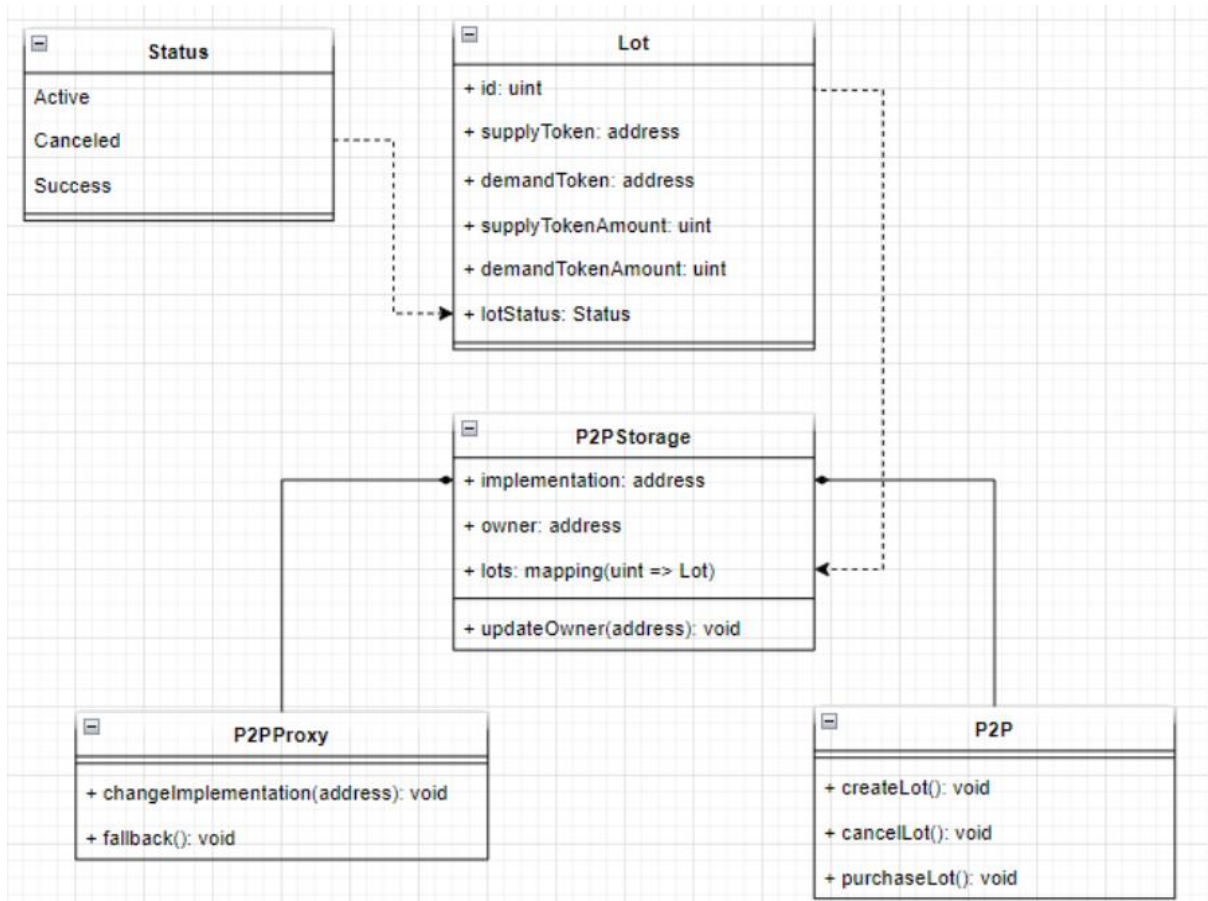 Status
Active
Canceled
Success
Lot
+ id: uint
+ supplyToken: address
+ demandToken: address
+ supplyTokenAmount: uint
+ demandTokenAmount: uint
+ lotStatus: Status
P2PStorage
+ implementation: address
+ owner: address
+ lots: mapping(uint => Lot)
+ updateOwner(address): void
P2PProxy
+ changeImplementation(address): void
+ fallback(): void
P2P
+ createLot(): void
+ cancelLot(): void
+ purchaseLot(): void